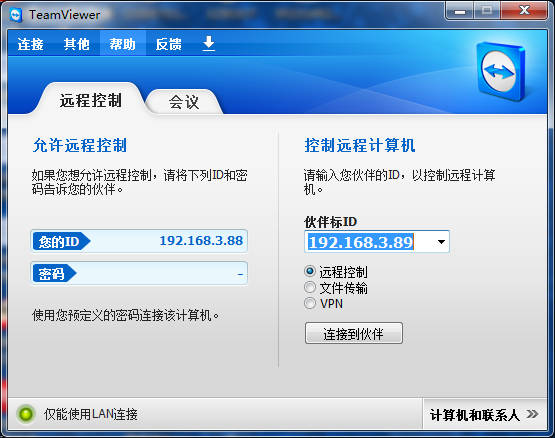 TeamViewer
连接 其他 帮助 反馈
远程控制 会议
允许远程控制
如果您想允许远程控制，请将下列ID和密
码告诉您的伙伴。
您的ID 192.168.3.88
密码 -
使用您预定义的密码连接该计算机。
控制远程计算机
请输入您伙伴的ID，以控制远程计算
机。
伙伴标ID
192.168.3.89
远程控制
文件传输
VPN
连接到伙伴
仅能使用LAN连接
计算机和联系人 >>